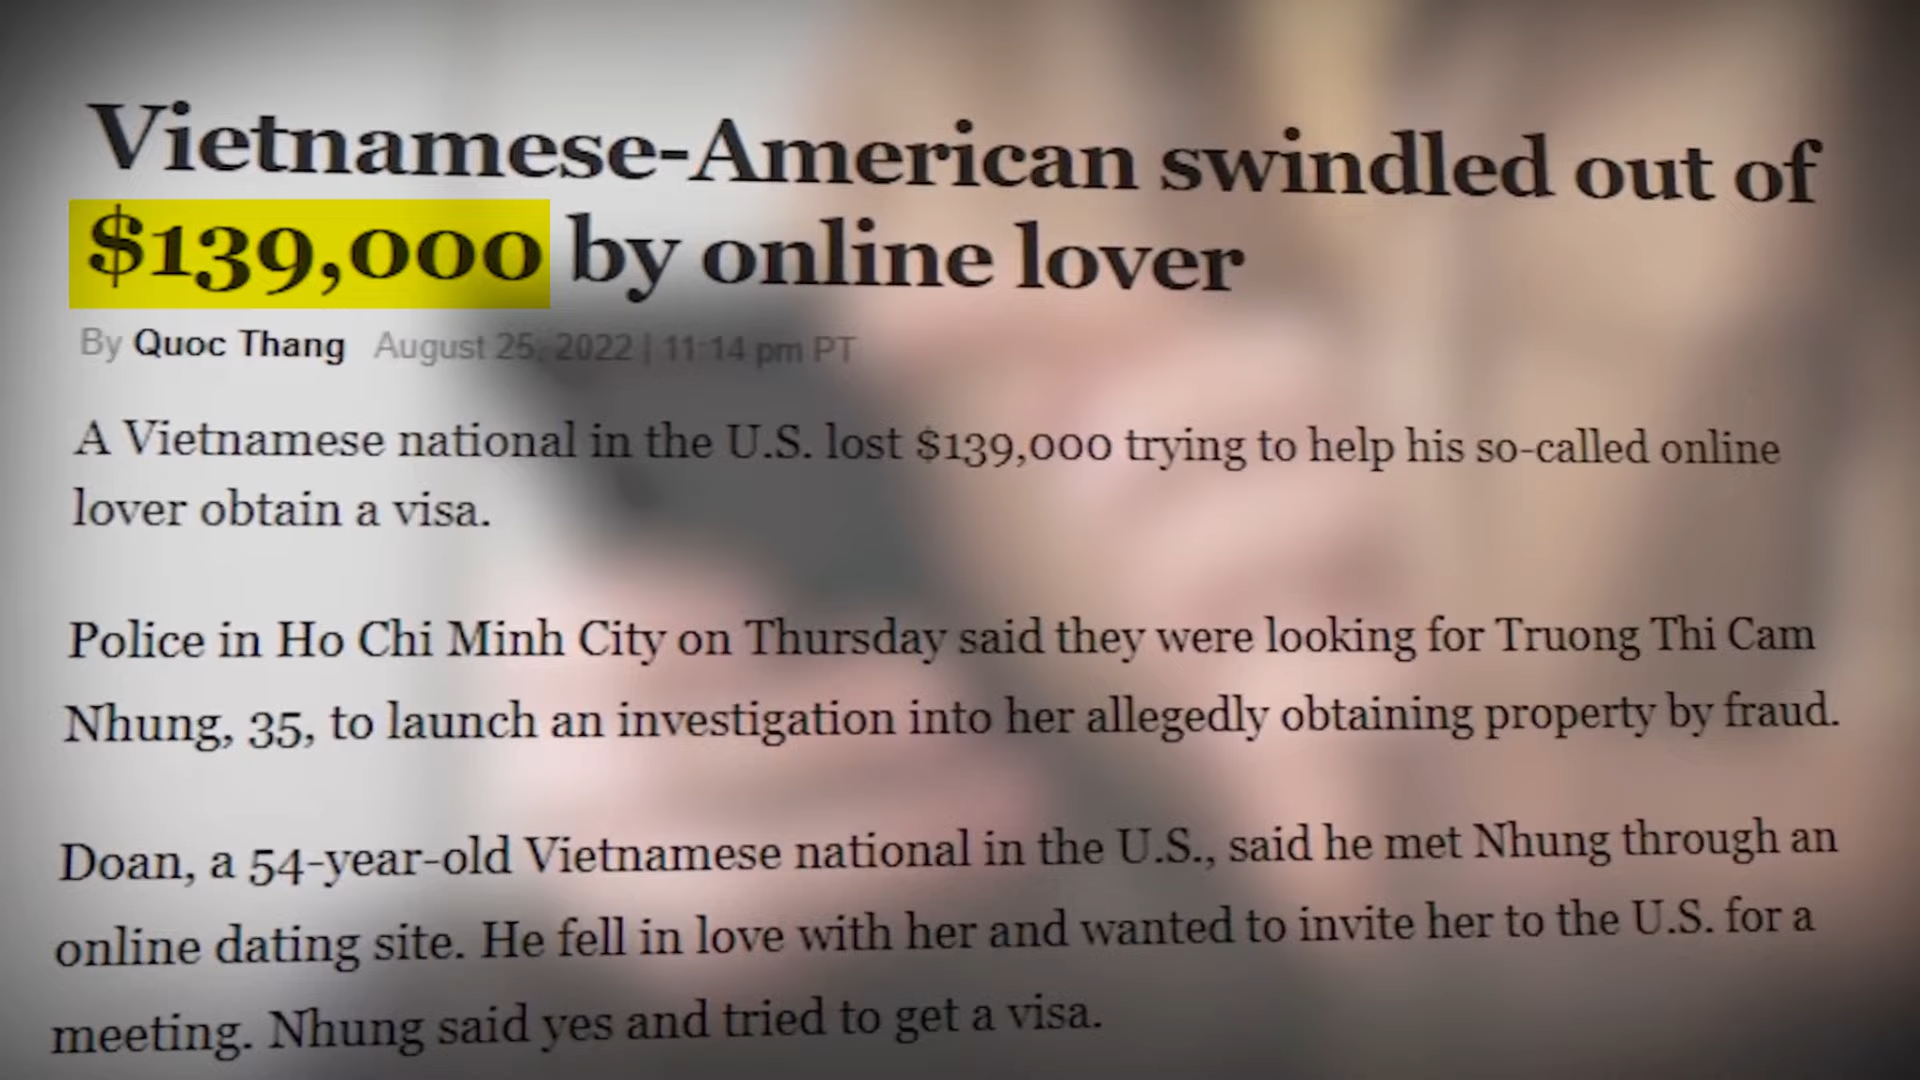 Vietnamese-American swindled out of
$139,000 by online lover
By Quoc Thang August 25, 2022 | 11:14 pm PT
A Vietnamese national in the U.S. lost $139,000 trying to help his so-called online
lover obtain a visa.
Police in Ho Chi Minh City on Thursday said they were looking for Truong Thi Cam
Nhung, 35, to launch an investigation into her allegedly obtaining property by fraud.
Doan, a 54-year-old Vietnamese national in the U.S., said he met Nhung through an
online dating site. He fell in love with her and wanted to invite her to the U.S. for a
meeting. Nhung said yes and tried to get a visa.